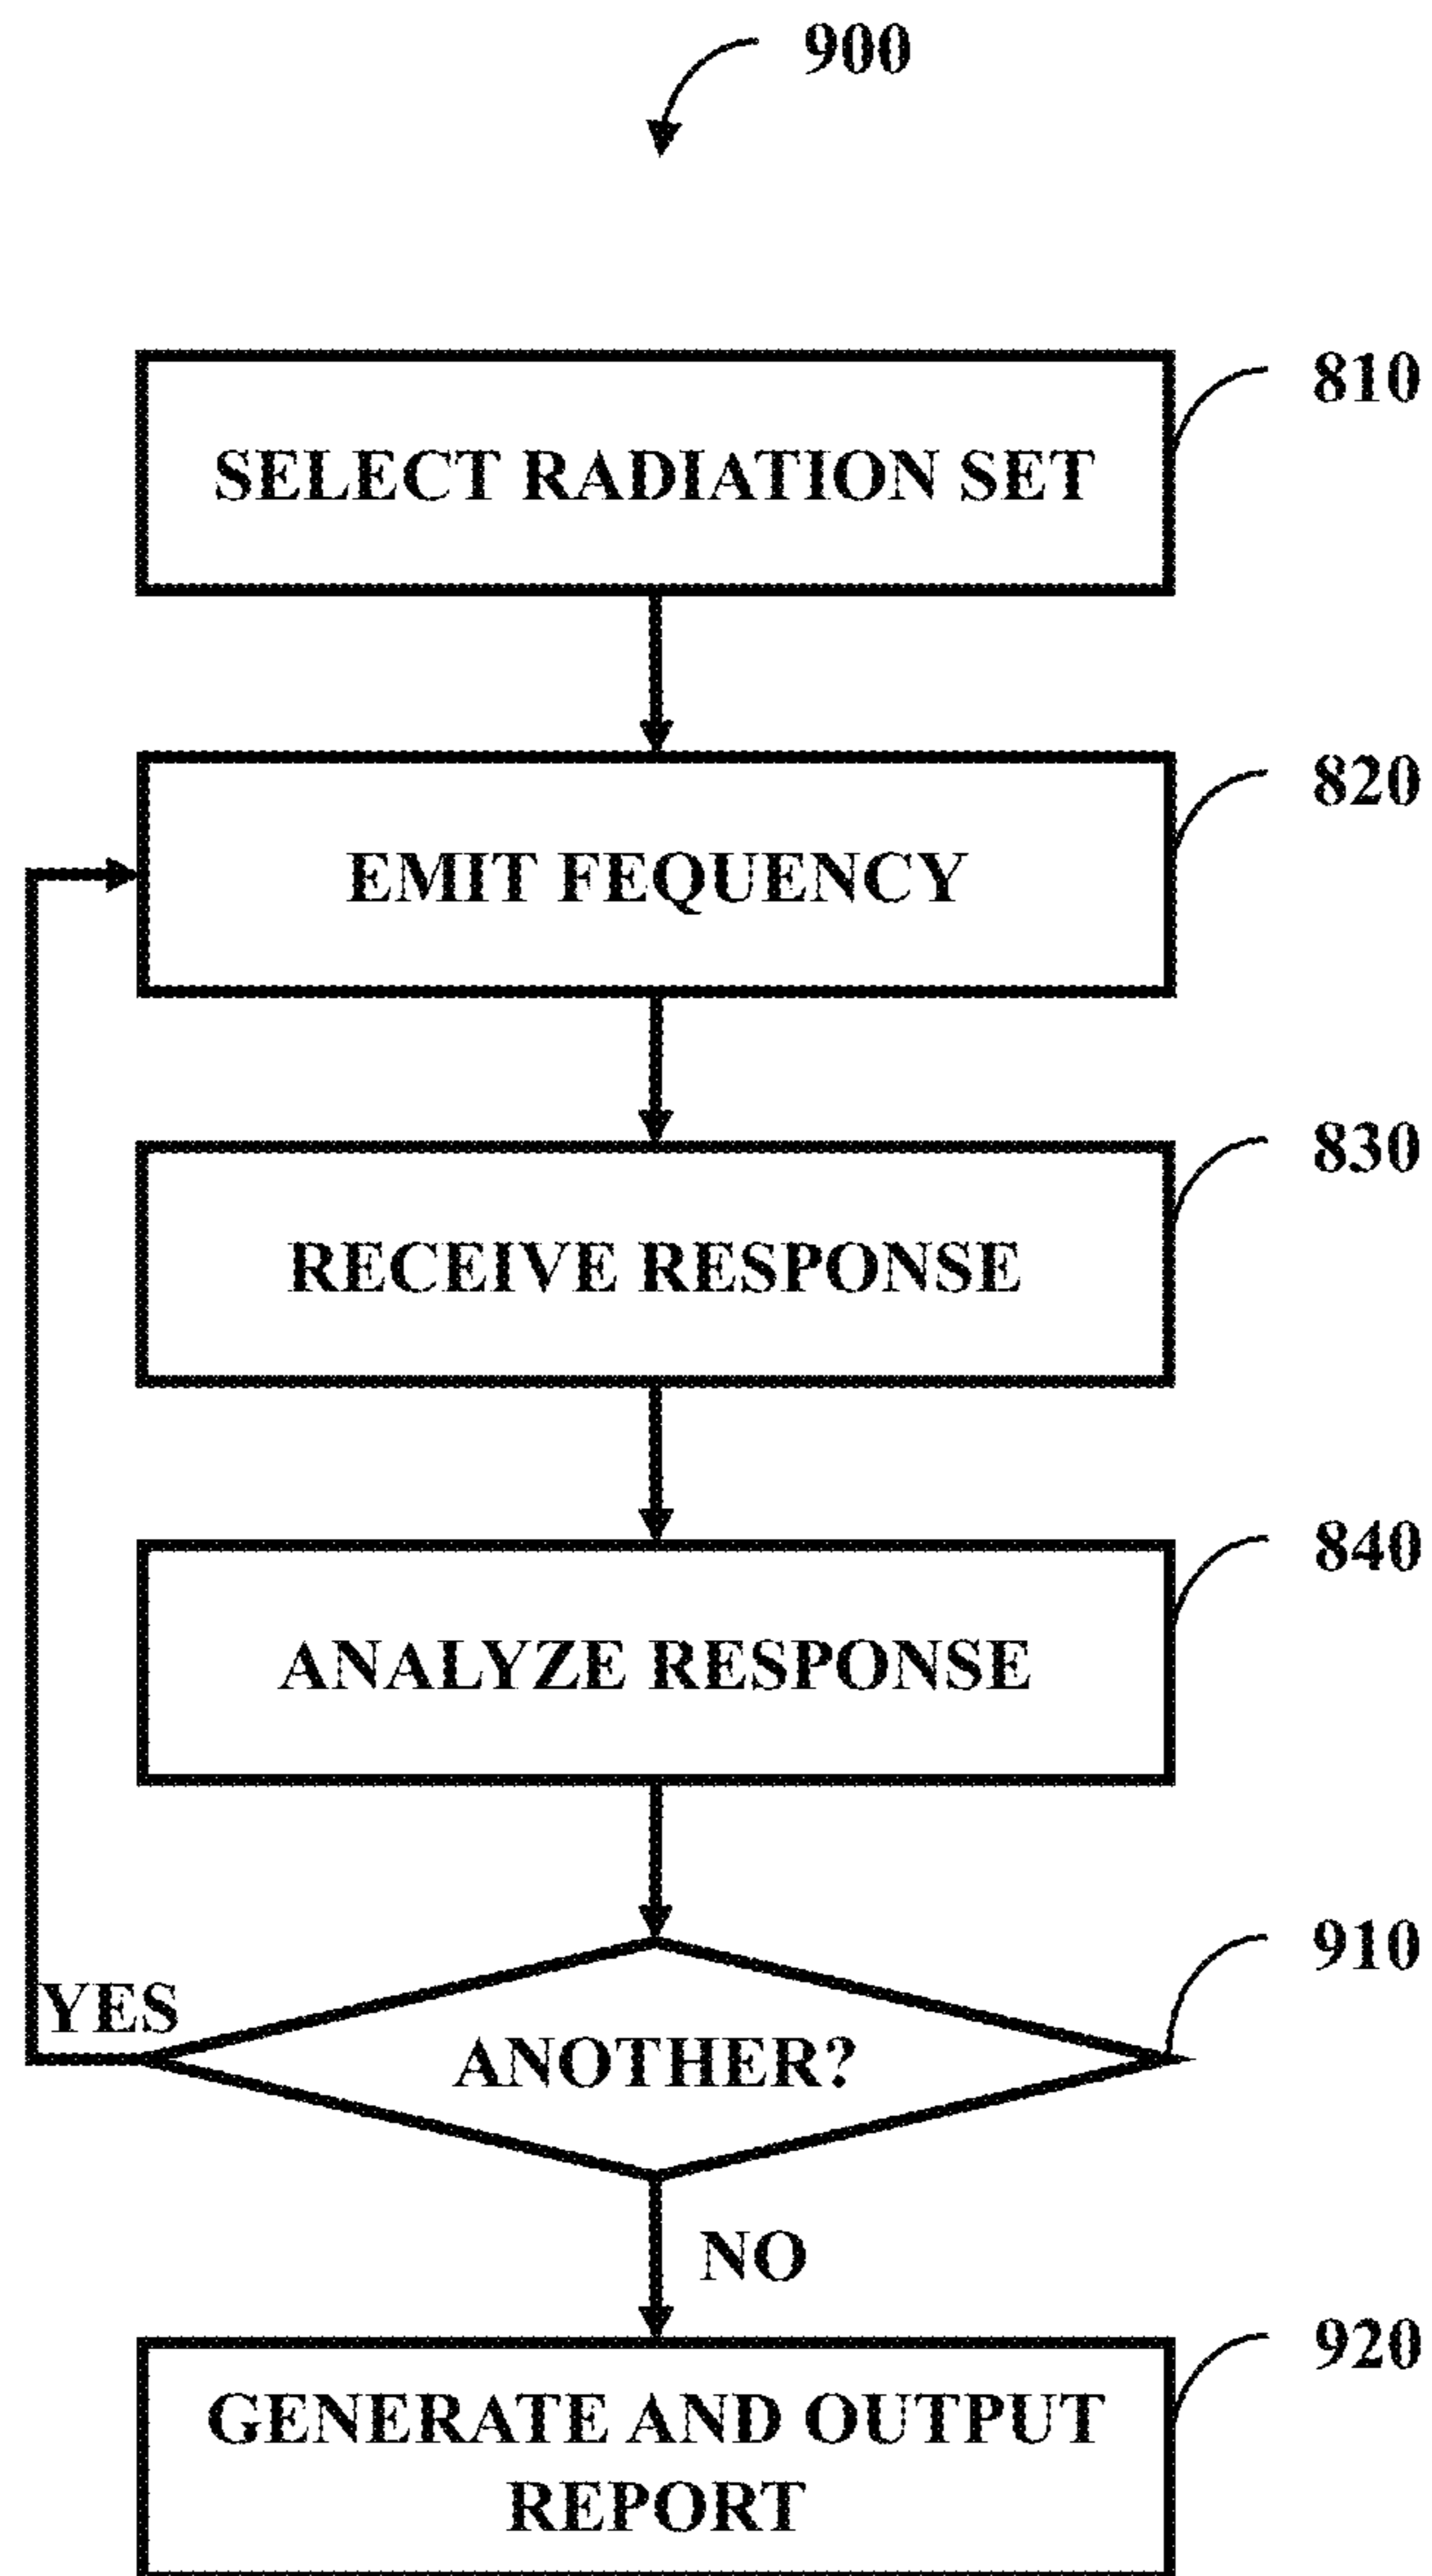 900
810
SELECT RADIATION SET
820
EMIT FEQUENCY
830
RECEIVE RESPONSE
840
ANALYZE RESPONSE
910
YES
ANOTHER?
NO
920
GENERATE AND OUTPUT
REPORT